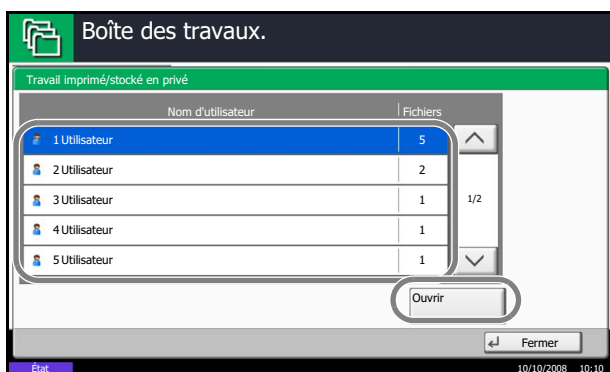 Boîte des travaux.
Travail imprimé/stocké en privé
Nom d'utilisateur Fichiers
1 Utilisateur 5
2 Utilisateur 2
3 Utilisateur 1
1/2
4 Utilisateur 1
5 Utilisateur 1
Ouvrir
Fermer
État 10/10/2008 10:10